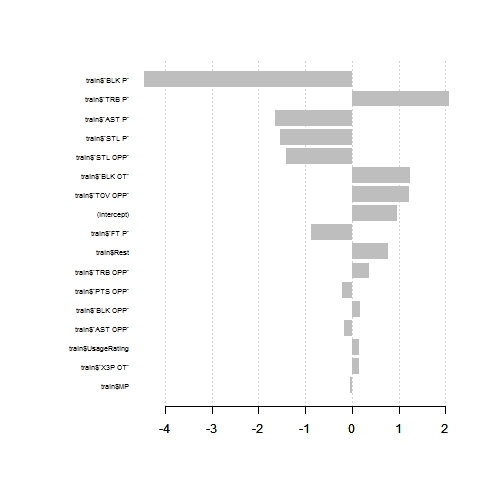 train$`BLK P`
train$`TRB P`
train$`AST P`
train$`STL P`
train$`STL OPP`
train$`BLK OT`
train$`TOV OPP`
(Intercept)
train$`FT P`
train$Rest
train$`TRB OPP`
train$`PTS OPP`
train$`BLK OPP`
train$`AST OPP`
train$UsageRating
train$`X3P OT`
train$MP
-4 -3 -2 -1 0 1 2